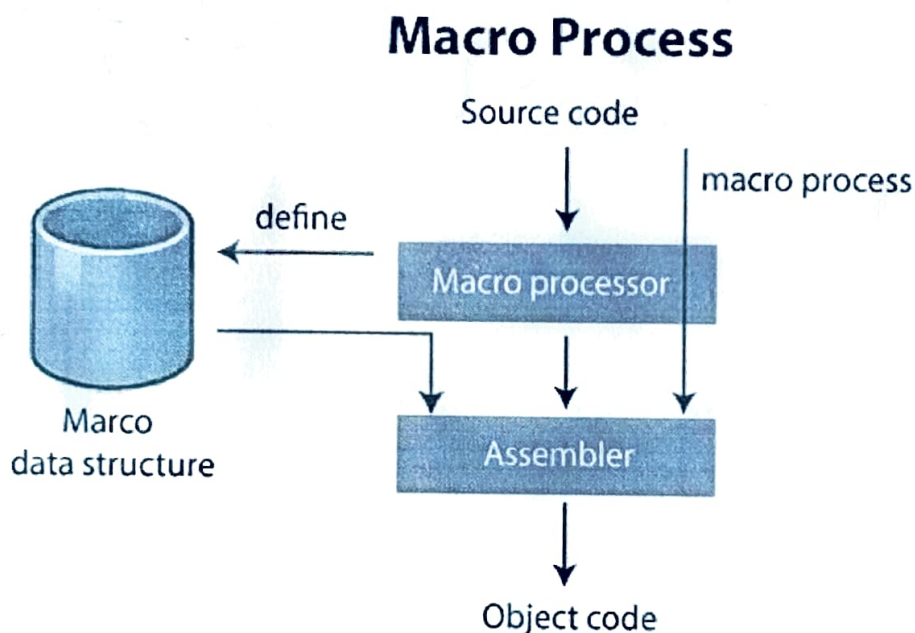 Macro Process
Source code
macro process
define
Macro processor
Marco
data structure
Assembler
Object code